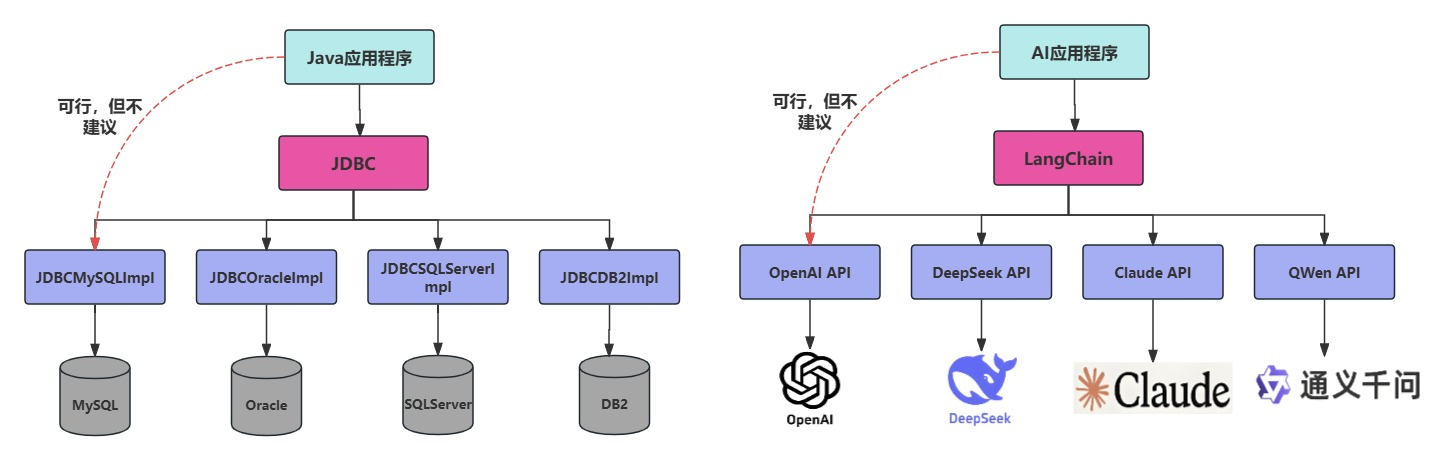 Java应用程序
可行，但不
建议
JDBC
JDBCMySQLImpl
JDBCOracleImpl
JDBCSQLServerI
mpl
JDBCDB2Impl
MySQL
Oracle
SQLServer
DB2
AI应用程序
可行，但不
建议
LangChain
OpenAI API
DeepSeek API
Claude API
QWen API
OpenAI
DeepSeek
Claude
通义千问